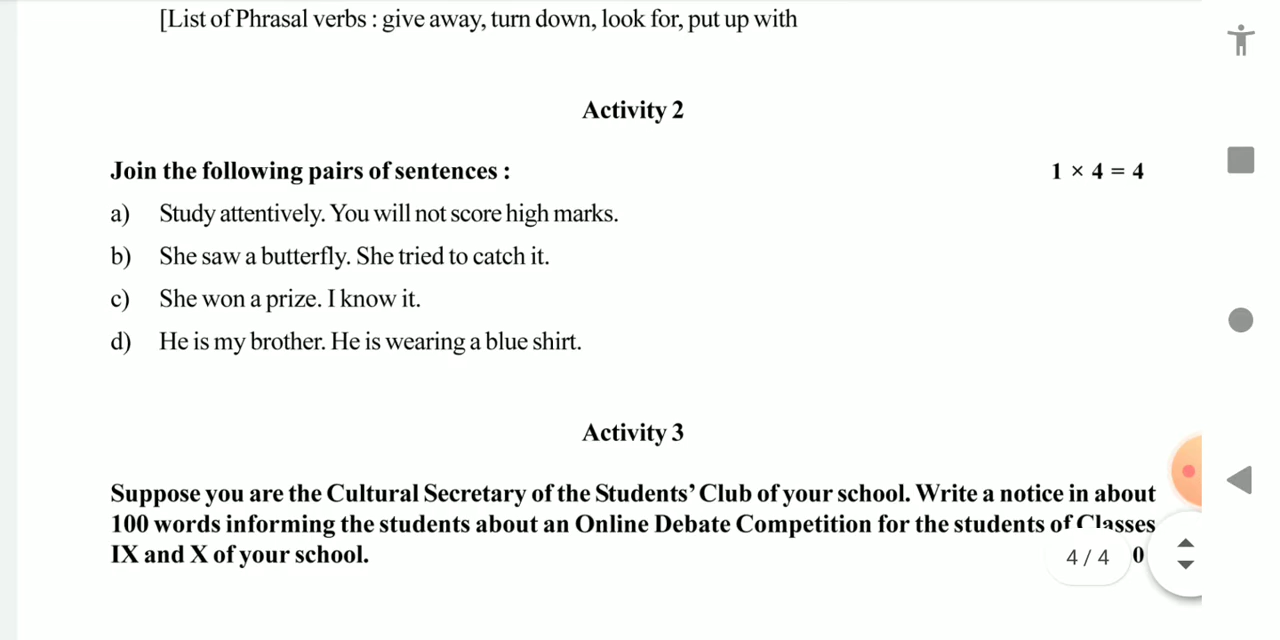 [List of Phrasal verbs : give away, turn down, look for, put up with
Activity 2
Join the following pairs of sentences : 1 × 4 = 4
a) Study attentively. You will not score high marks.
b) She saw a butterfly. She tried to catch it.
c) She won a prize. I know it.
d) He is my brother. He is wearing a blue shirt.
Activity 3
Suppose you are the Cultural Secretary of the Students' Club of your school. Write a notice in about
100 words informing the students about an Online Debate Competition for the students of Classes
IX and X of your school. 0
4 / 4